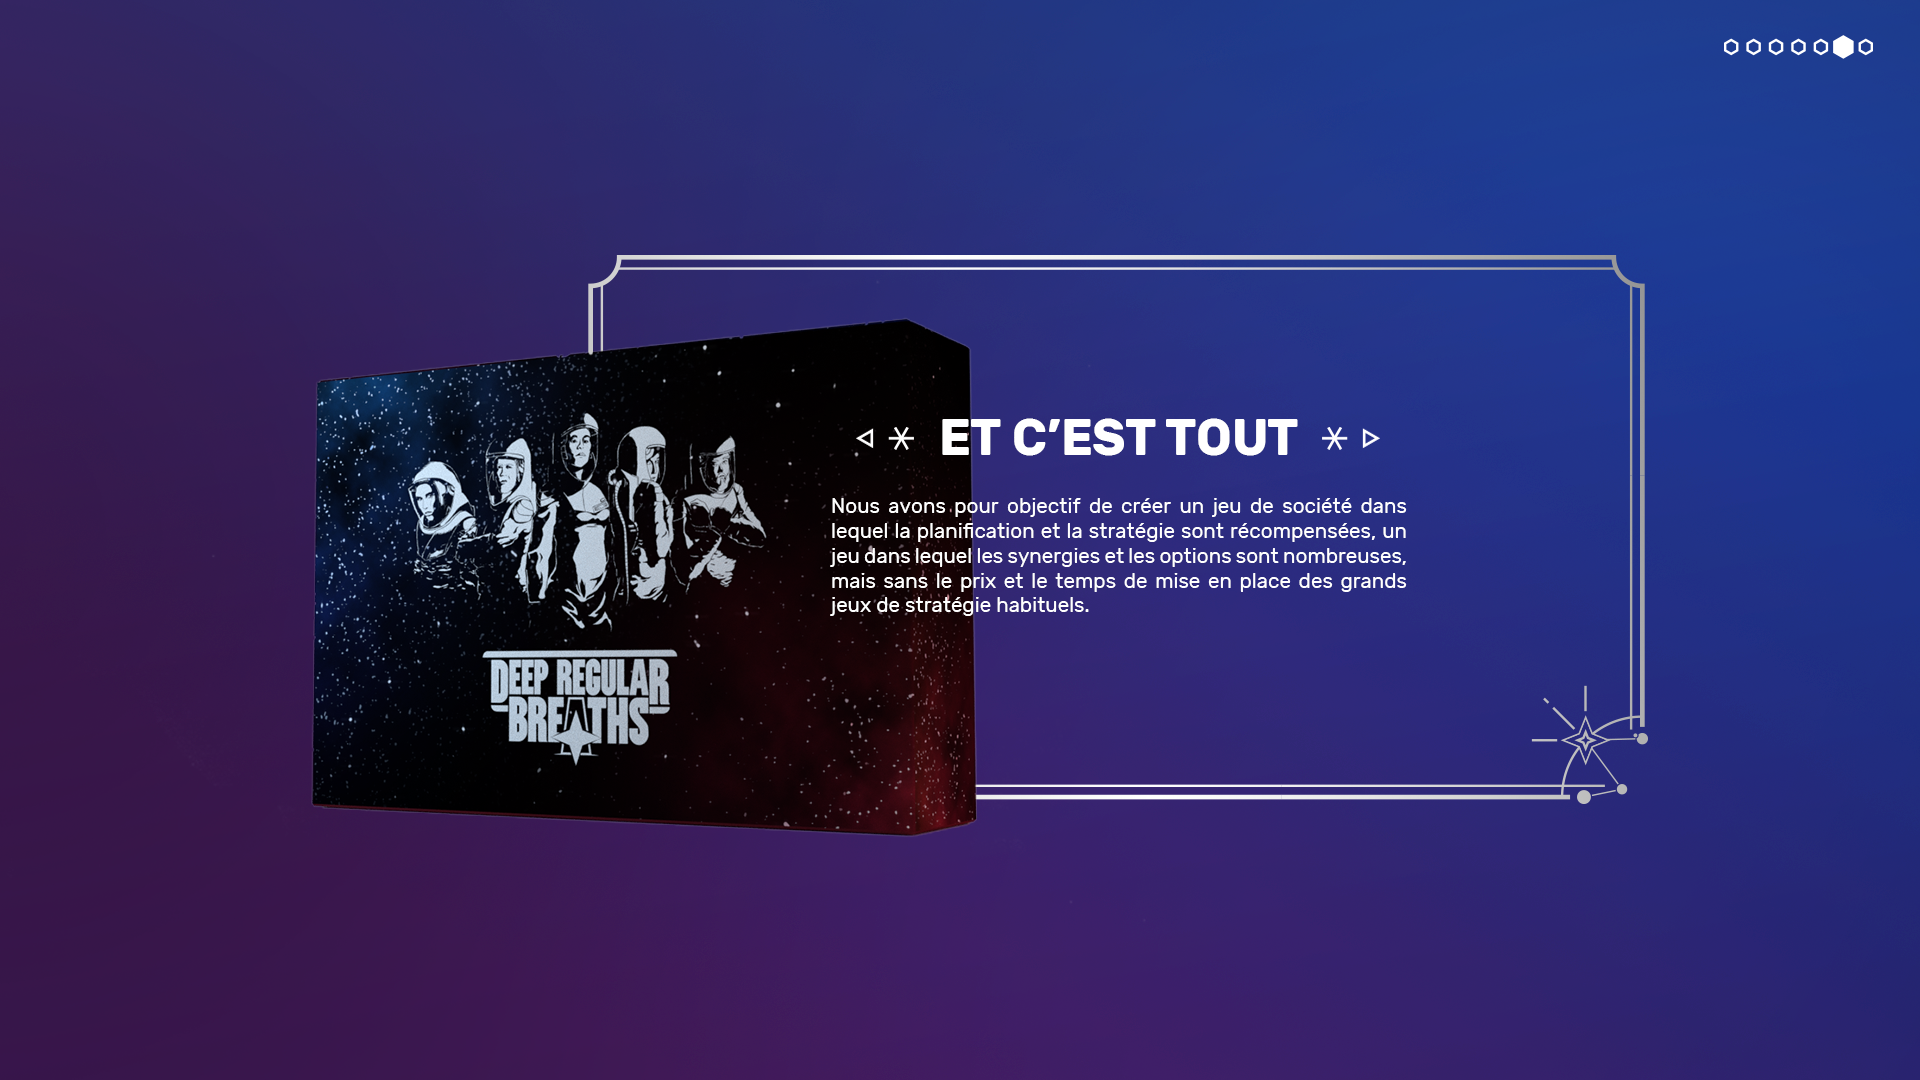 ET C’EST TOUT
Nous avons pour objectif de créer un jeu de société dans
lequel la planification et la stratégie sont récompensées, un
jeu dans lequel les synergies et les options sont nombreuses,
mais sans le prix et le temps de mise en place des grands
jeux de stratégie habituels.
DEEP REGULAR
BREATHS